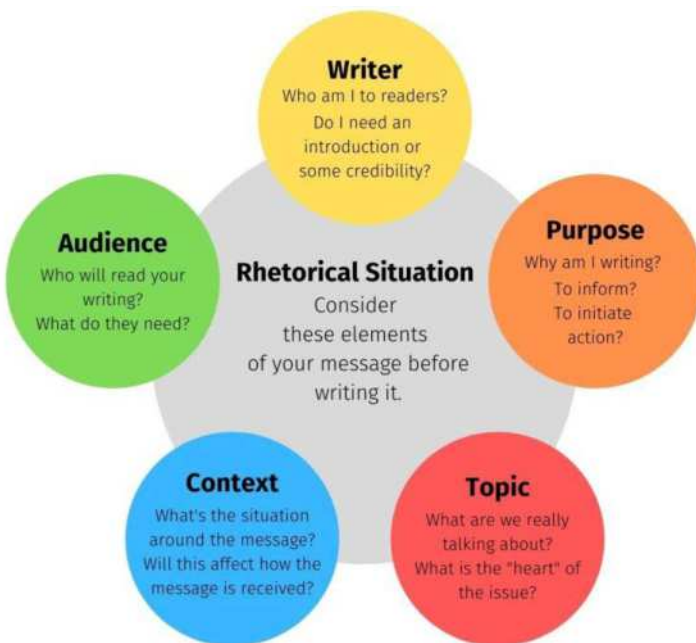 Writer
Who am I to readers?
Do I need an
introduction or
some credibility?
Audience
Who will read your
writing?
What do they need?
Rhetorical Situation
Consider
these elements
of your message before
writing it.
Purpose
Why am I writing?
To inform?
To initiate
action?
Context
What's the situation
around the message?
Will this affect how the
message is received?
Topic
What are we really
talking about?
What is the "heart" of
the issue?